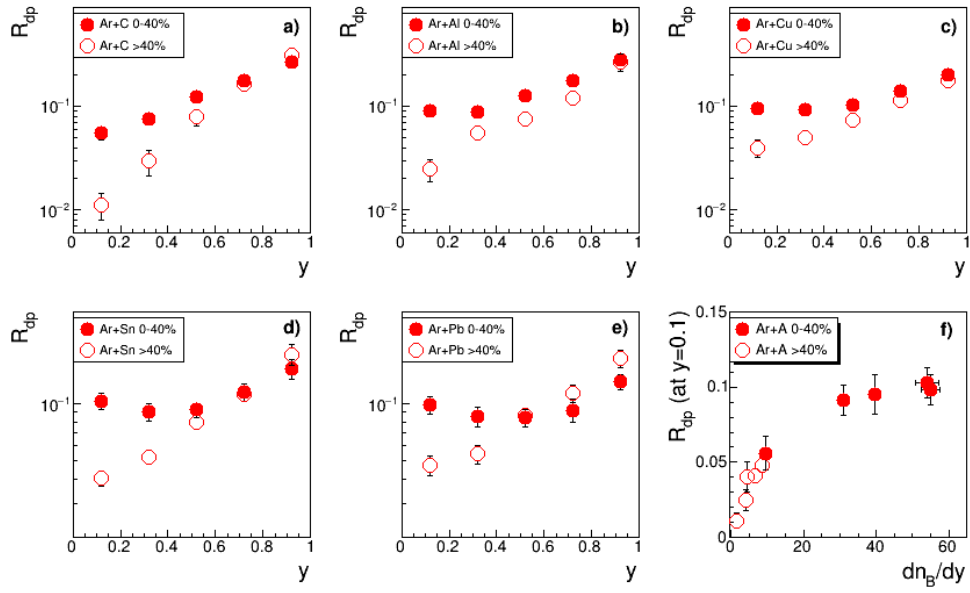 R_dp
Ar+C 0-40%
Ar+C >40%
a)
10^-1
10^-2
0 0.2 0.4 0.6 0.8 1
y
R_dp
Ar+Al 0-40%
Ar+Al >40%
b)
10^-1
10^-2
0 0.2 0.4 0.6 0.8 1
y
R_dp
Ar+Cu 0-40%
Ar+Cu >40%
c)
10^-1
10^-2
0 0.2 0.4 0.6 0.8 1
y
R_dp
Ar+Sn 0-40%
Ar+Sn >40%
d)
10^-1
0 0.2 0.4 0.6 0.8 1
y
R_dp
Ar+Pb 0-40%
Ar+Pb >40%
e)
10^-1
0 0.2 0.4 0.6 0.8 1
y
R_dp (at y=0.1)
Ar+A 0-40%
Ar+A >40%
f)
0.15
0.1
0.05
0
0 20 40 60
dn_B/dy